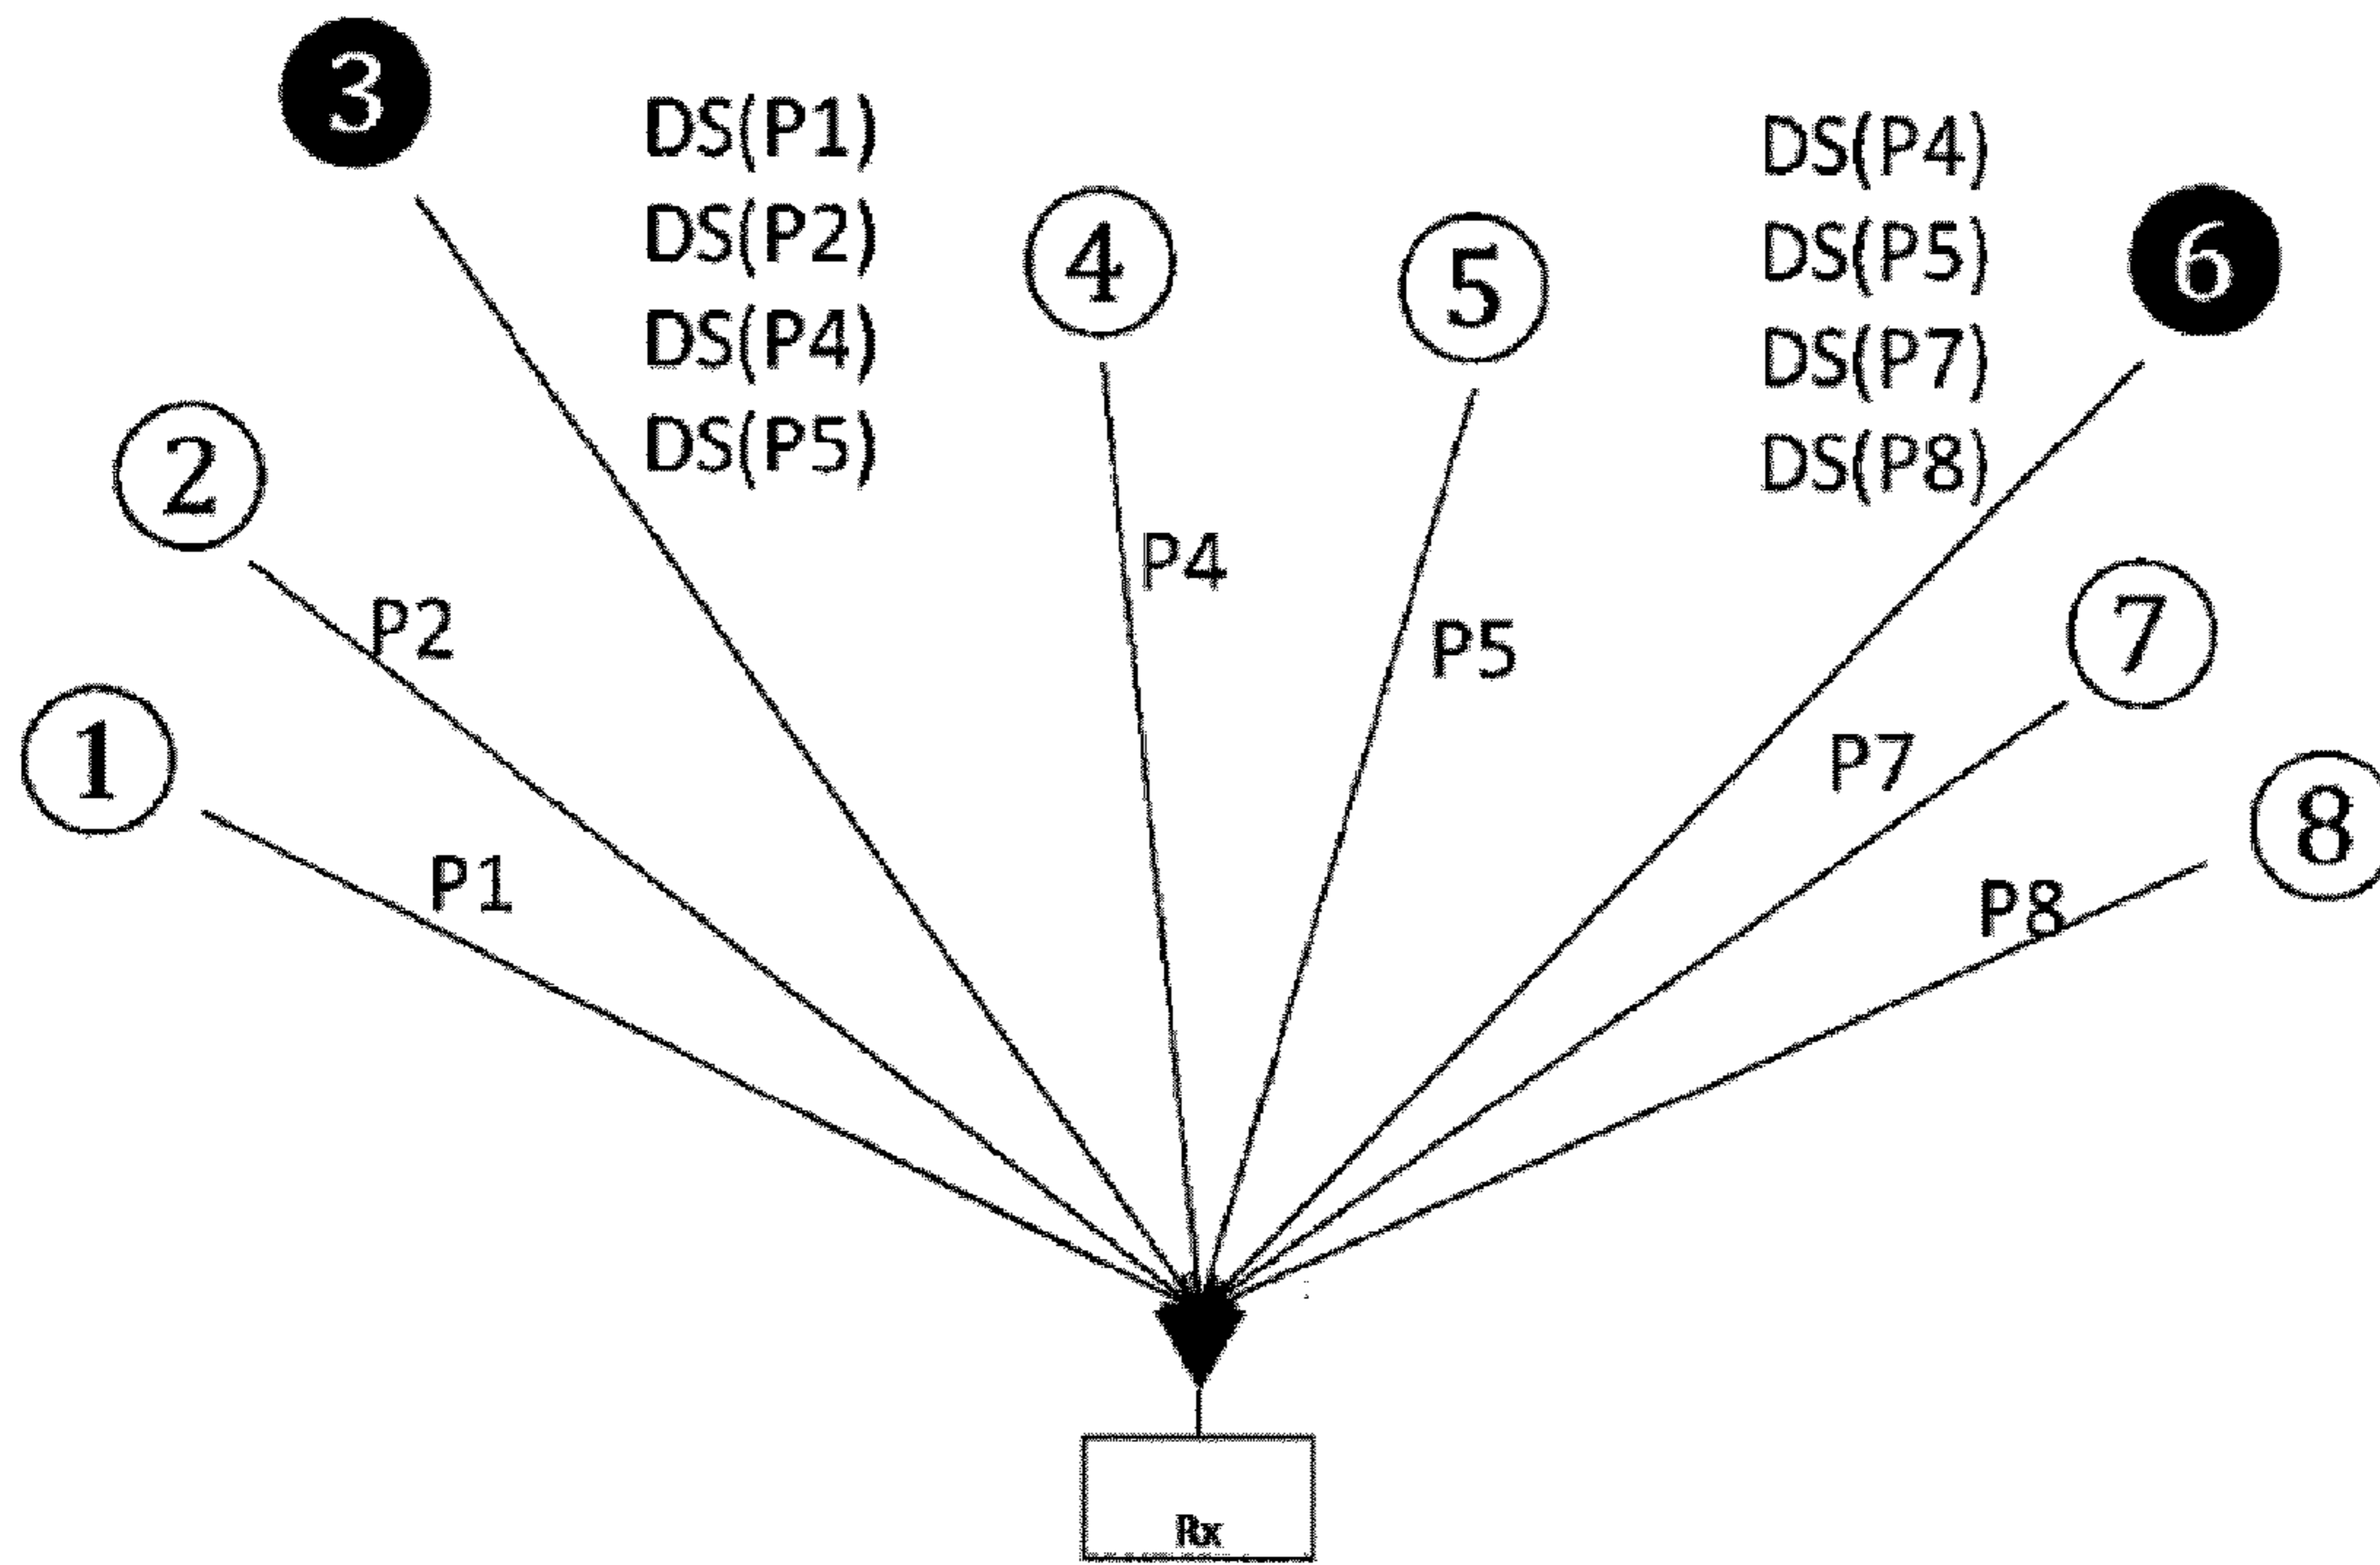 3
DS(P1)
DS(P2)
DS(P4)
DS(P5)
4
5
DS(P4)
DS(P5)
DS(P7)
DS(P8)
6
2
P2
P4
P5
7
P7
1
P1
8
P8
Rx